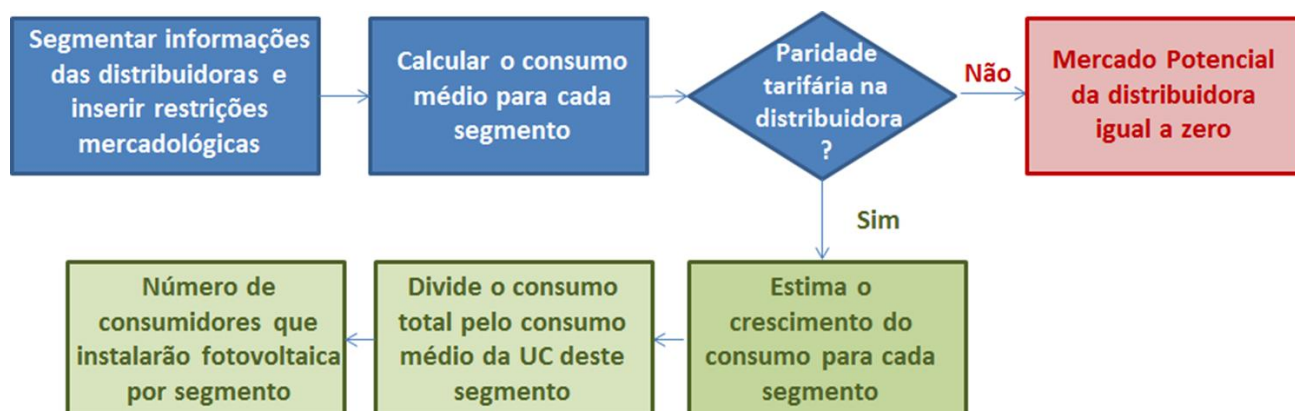 Segmentar informações
das distribuidoras e
inserir restrições
mercadológicas
Calcular o consumo
médio para cada
segmento
Paridade
tarifária na
distribuidora
?
Não
Mercado Potencial
da distribuidora
igual a zero
Sim
Estima o
crescimento do
consumo para cada
segmento
Divide o consumo
total pelo consumo
médio da UC deste
segmento
Número de
consumidores que
instalarão fotovoltaica
por segmento